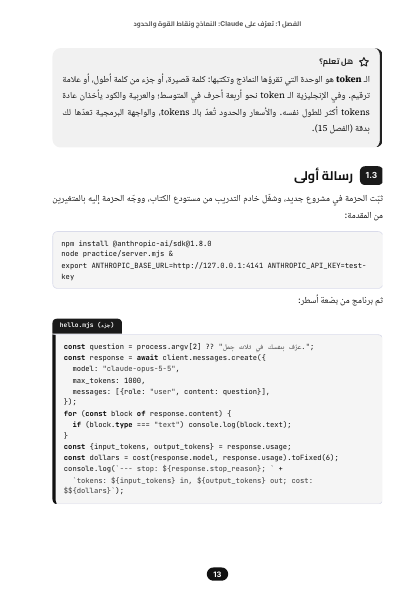 الفصل 1: تعرّف على Claude: النماذج ونقاط القوة والحدود
هل تعلم؟
الـ token هو الوحدة التي تقرؤها النماذج وتكتبها: كلمة قصيرة، أو جزء من كلمة أطول، أو علامة
ترقيم. وفي الإنجليزية الـ token نحو أربعة أحرف في المتوسط؛ والعربية والكود يأخذان عادة
tokens أكثر للطول نفسه. والأسعار والحدود تُعدّ بالـ tokens، والواجهة البرمجية تعدّها لك
بدقة (الفصل 15).
1.3 رسالة أولى
ثبّت الحزمة في مشروع جديد، وشغّل خادم التدريب من مستودع الكتاب، ووجّه الحزمة إليه بالمتغيرين
من المقدمة:
npm install @anthropic-ai/sdk@1.8.0
node practice/server.mjs &
export ANTHROPIC_BASE_URL=http://127.0.0.1:4141 ANTHROPIC_API_KEY=test-
key
ثم برنامج من بضعة أسطر:
hello.mjs (جزء)
const question = process.argv[2] ?? "عرّف بنفسك في ثلاث جمل.";
const response = await client.messages.create({
model: "claude-opus-5-5",
max_tokens: 1000,
messages: [{role: "user", content: question}],
});
for (const block of response.content) {
if (block.type === "text") console.log(block.text);
}
const {input_tokens, output_tokens} = response.usage;
const dollars = cost(response.model, response.usage).toFixed(6);
console.log(`--- stop: ${response.stop_reason}; ` +
`tokens: ${input_tokens} in, ${output_tokens} out; cost:
$${dollars}`);
13